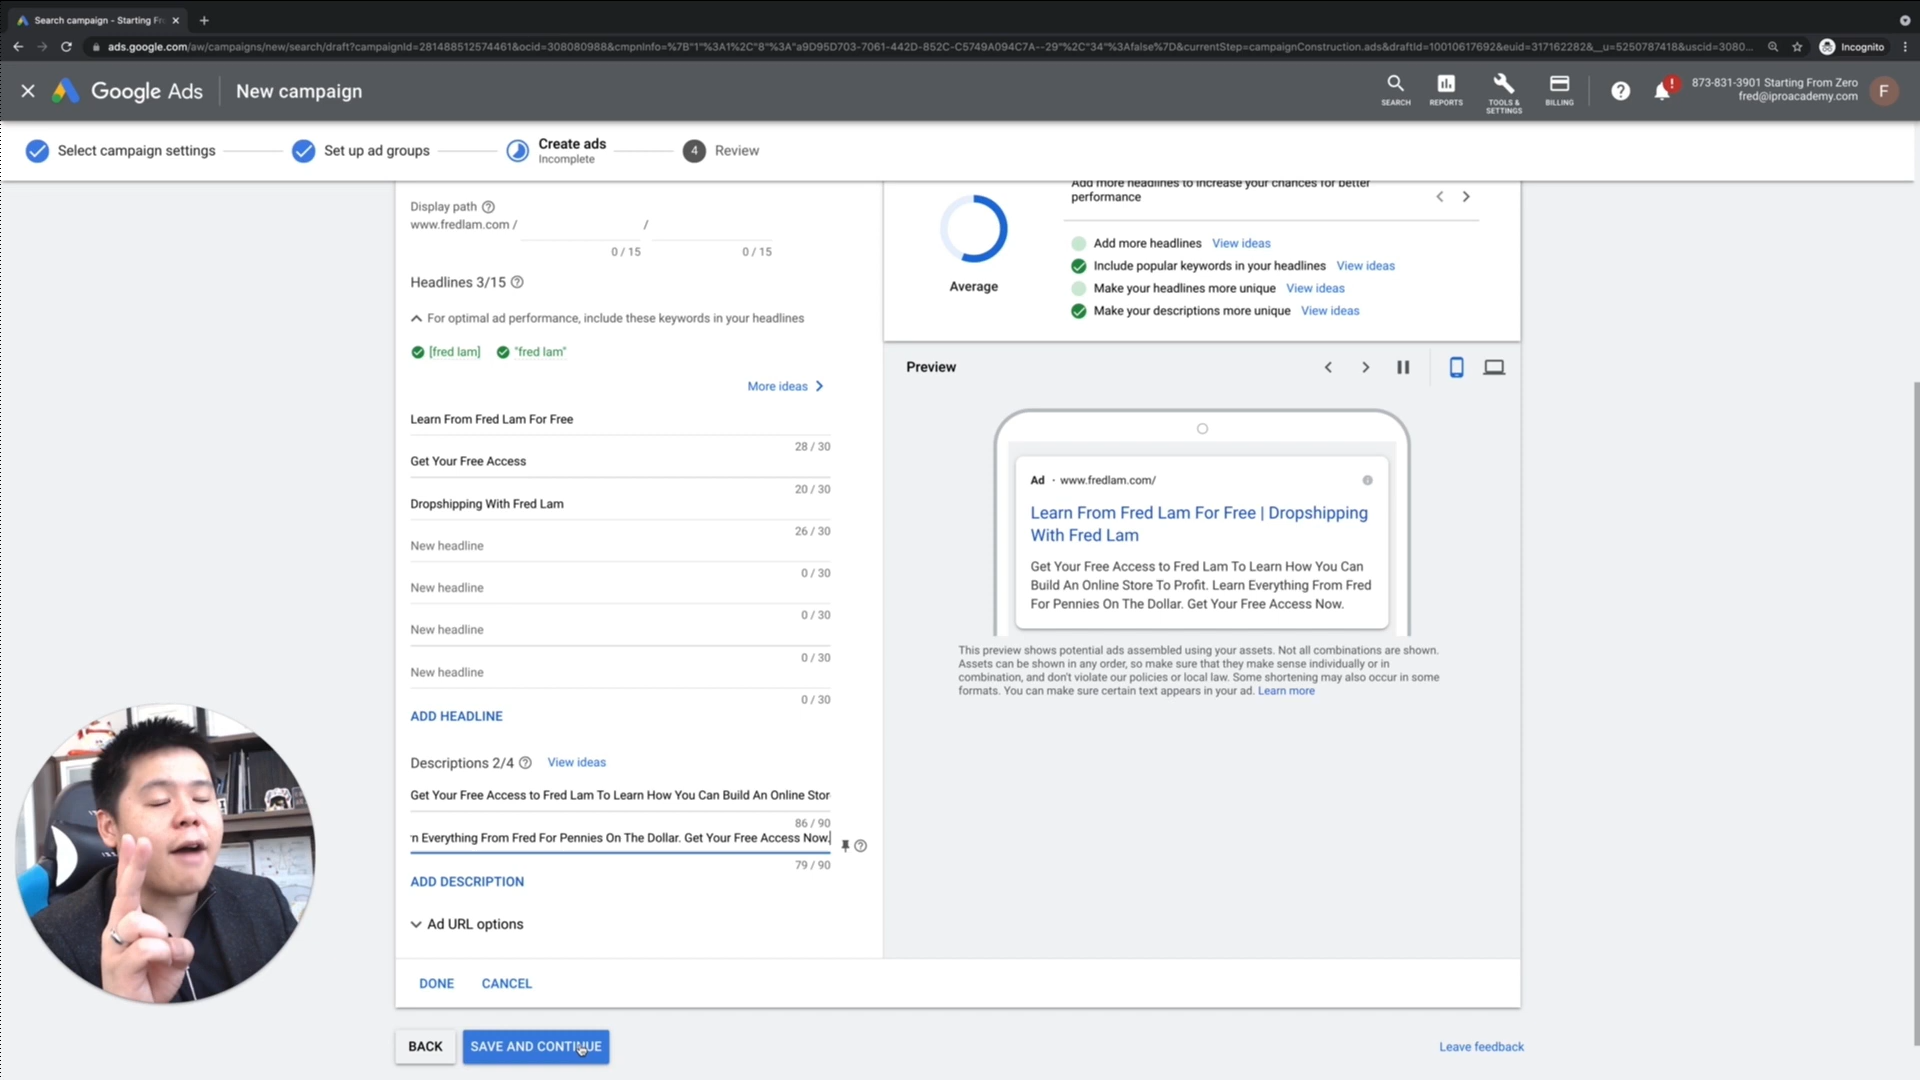 Search campaign - Starting Fr
ads.google.com/aw/campaigns/new/search/draft?campaignId=281488512574461&ocid=308080988&cmpnInfo=%7B"1"%3A1%2C"8"%3A"a9D95D703-7061-442D-852C-C5749A094C7A--29"%2C"34"%3Afalse%7D&currentStep=campaignConstruction.ads&draftId=10010617692&euid=317162282&__u=5250787418&uscid=3080...
Incognito
Google Ads
New campaign
SEARCH
REPORTS
TOOLS & SETTINGS
BILLING
873-831-3901 Starting From Zero
fred@iproacademy.com
F
Select campaign settings
Set up ad groups
Create ads
Incomplete
4
Review
Display path
www.fredlam.com /
/
0 / 15
0 / 15
Headlines 3/15
For optimal ad performance, include these keywords in your headlines
[fred lam]
"fred lam"
More ideas
Learn From Fred Lam For Free
28 / 30
Get Your Free Access
20 / 30
Dropshipping With Fred Lam
26 / 30
New headline
0 / 30
New headline
0 / 30
New headline
0 / 30
New headline
0 / 30
ADD HEADLINE
Descriptions 2/4
View ideas
Get Your Free Access to Fred Lam To Learn How You Can Build An Online Stor
86 / 90
n Everything From Fred For Pennies On The Dollar. Get Your Free Access Now.
79 / 90
ADD DESCRIPTION
Ad URL options
DONE
CANCEL
BACK
SAVE AND CONTINUE
Add more headlines to increase your chances for better
performance
Average
Add more headlines View ideas
Include popular keywords in your headlines View ideas
Make your headlines more unique View ideas
Make your descriptions more unique View ideas
Preview
Ad · www.fredlam.com/
Learn From Fred Lam For Free | Dropshipping
With Fred Lam
Get Your Free Access to Fred Lam To Learn How You Can
Build An Online Store To Profit. Learn Everything From Fred
For Pennies On The Dollar. Get Your Free Access Now.
This preview shows potential ads assembled using your assets. Not all combinations are shown.
Assets can be shown in any order, so make sure that they make sense individually or in
combination, and don't violate our policies or local law. Some shortening may also occur in some
formats. You can make sure certain text appears in your ad. Learn more
Leave feedback